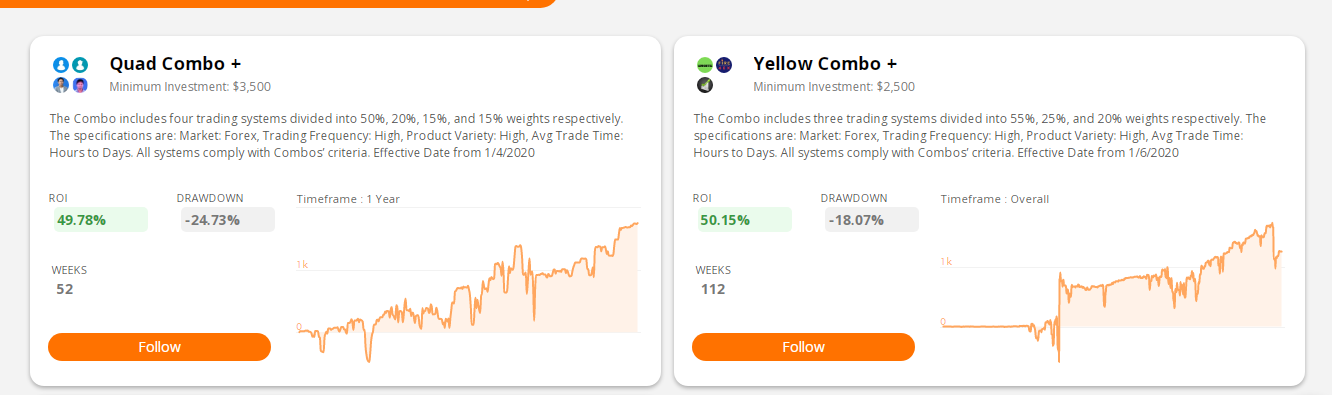 Quad Combo +
Minimum Investment: $3,500
The Combo includes four trading systems divided into 50%, 20%, 15%, and 15% weights respectively.
The specifications are: Market: Forex, Trading Frequency: High, Product Variety: High, Avg Trade Time:
Hours to Days. All systems comply with Combos' criteria. Effective Date from 1/4/2020
ROI
DRAWDOWN
Timeframe : 1 Year
49.78%
-24.73%
1k
WEEKS
52
0
Follow
Yellow Combo +
Minimum Investment: $2,500
The Combo includes three trading systems divided into 55%, 25%, and 20% weights respectively. The
specifications are: Market: Forex, Trading Frequency: High, Product Variety: High, Avg Trade Time:
Hours to Days. All systems comply with Combos' criteria. Effective Date from 1/6/2020
ROI
DRAWDOWN
Timeframe : Overall
50.15%
-18.07%
1k
WEEKS
112
0
Follow